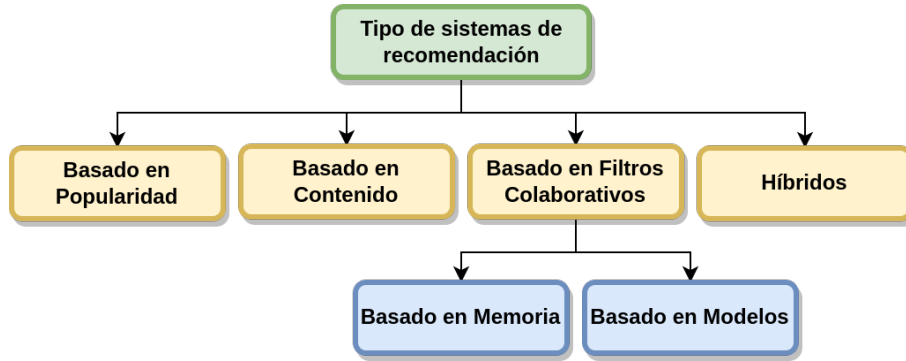 Tipo de sistemas de
recomendación
Basado en
Popularidad
Basado en
Contenido
Basado en Filtros
Colaborativos
Híbridos
Basado en Memoria
Basado en Modelos